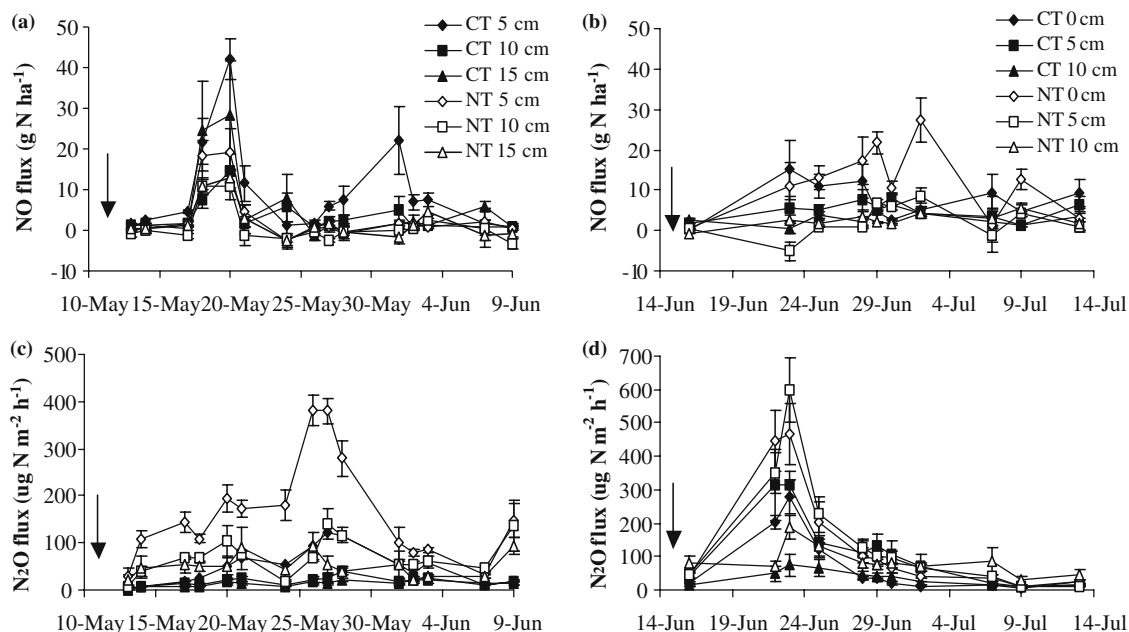 (a)
NO flux (g N ha⁻¹)
50
40
30
20
10
0
-10
10-May 15-May 20-May 25-May 30-May 4-Jun 9-Jun
CT 5 cm
CT 10 cm
CT 15 cm
NT 5 cm
NT 10 cm
NT 15 cm
(b)
NO flux (g N ha⁻¹)
50
40
30
20
10
0
-10
14-Jun 19-Jun 24-Jun 29-Jun 4-Jul 9-Jul 14-Jul
CT 0 cm
CT 5 cm
CT 10 cm
NT 0 cm
NT 5 cm
NT 10 cm
(c)
N₂O flux (ug N m⁻² h⁻¹)
500
400
300
200
100
0
10-May 15-May 20-May 25-May 30-May 4-Jun 9-Jun
(d)
N₂O flux (ug N m⁻² h⁻¹)
700
600
500
400
300
200
100
0
14-Jun 19-Jun 24-Jun 29-Jun 4-Jul 9-Jul 14-Jul